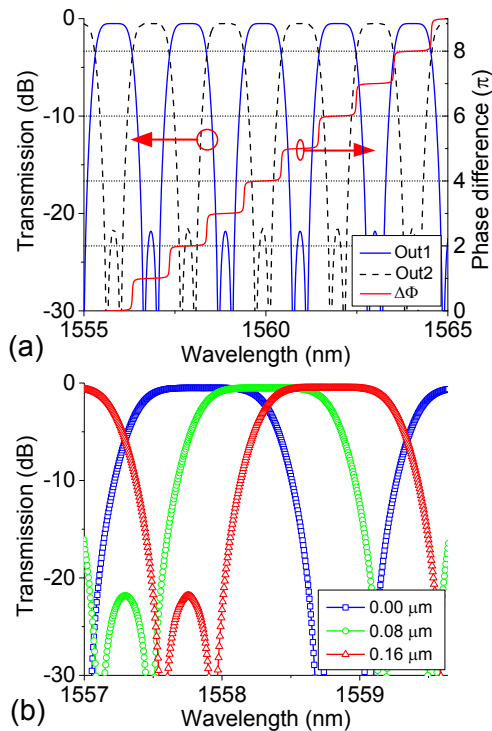 0
-10
-20
-30
Transmission (dB)
8
6
4
2
0
Phase difference (π)
Out1
Out2
ΔΦ
1555
1560
1565
Wavelength (nm)
(a)
0
-10
-20
-30
Transmission (dB)
0.00 μm
0.08 μm
0.16 μm
1557
1558
1559
Wavelength (nm)
(b)